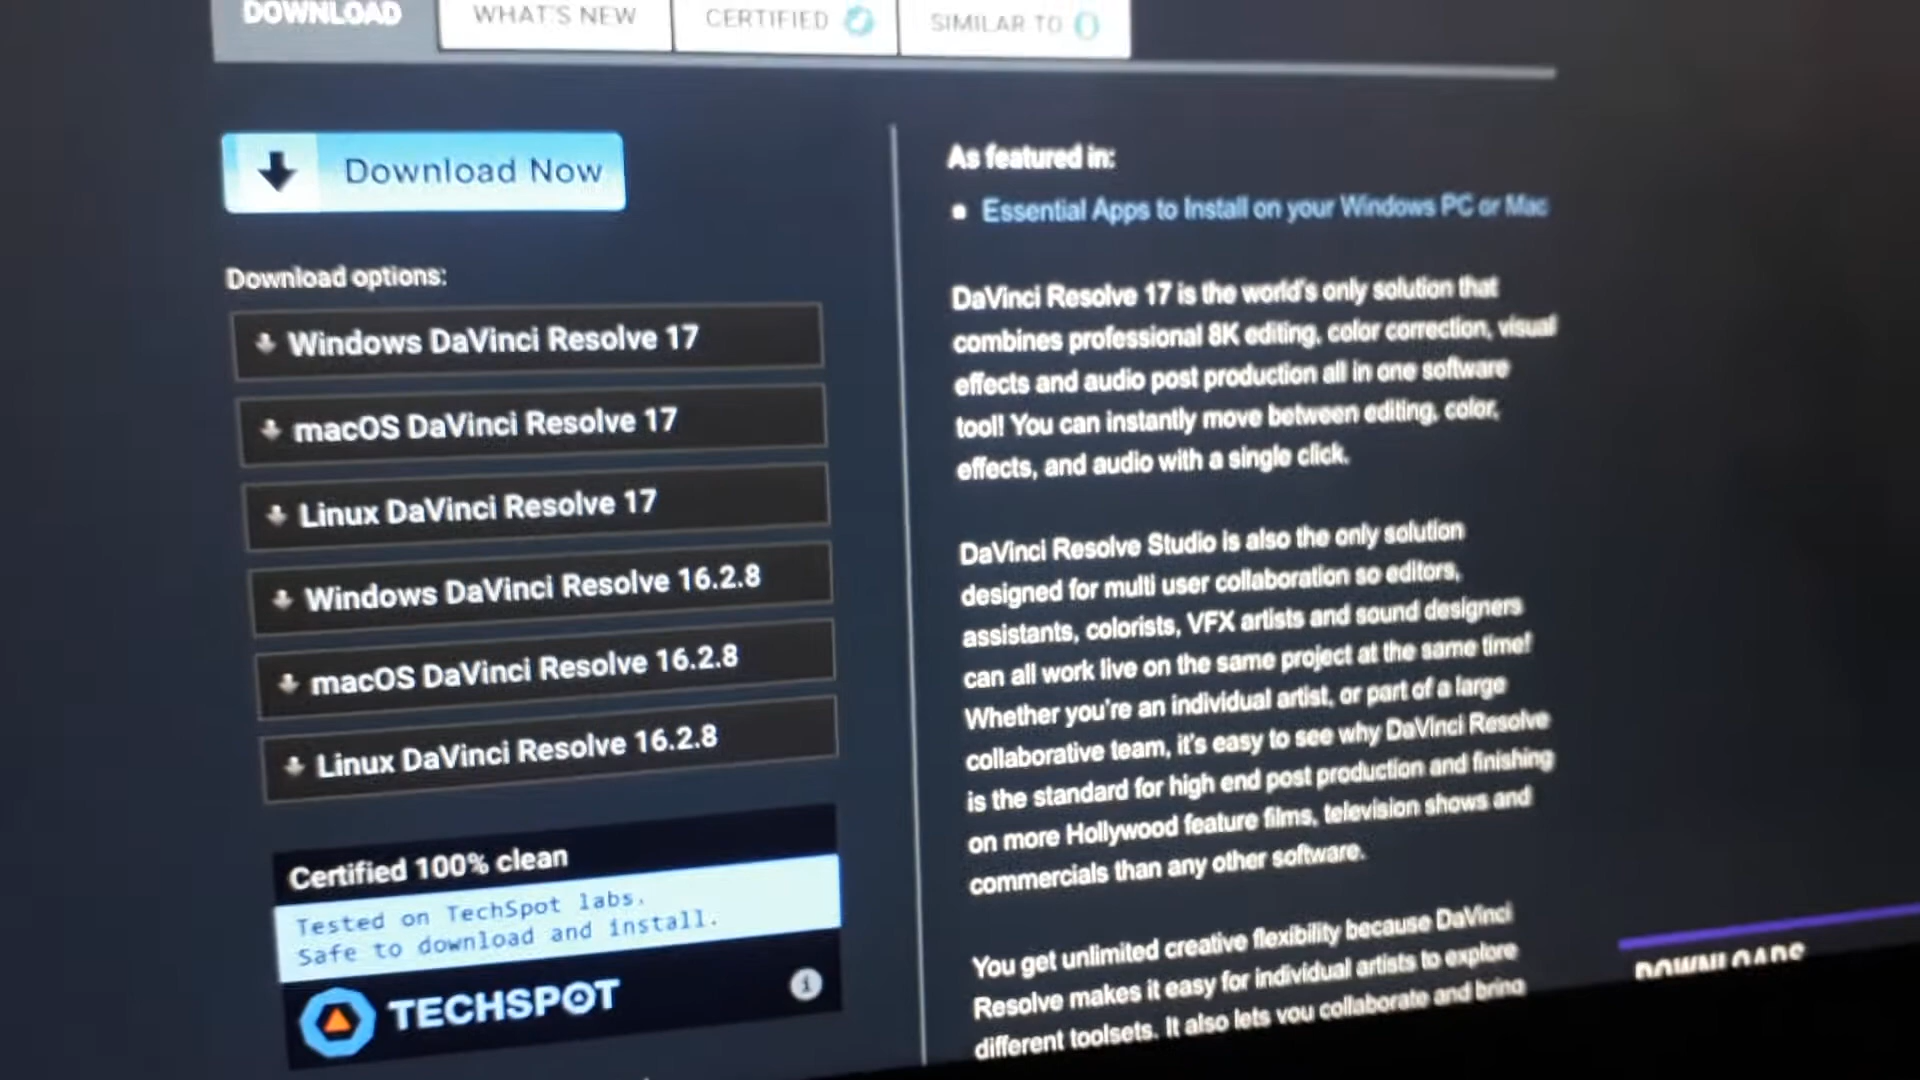 DOWNLOAD
WHAT'S NEW
CERTIFIED
SIMILAR TO
Download Now
Download options:
Windows DaVinci Resolve 17
macOS DaVinci Resolve 17
Linux DaVinci Resolve 17
Windows DaVinci Resolve 16.2.8
macOS DaVinci Resolve 16.2.8
Linux DaVinci Resolve 16.2.8
Certified 100% clean
Tested on TechSpot labs.
Safe to download and install.
TECHSPOT
As featured in:
Essential Apps to Install on your Windows PC or Mac
DaVinci Resolve 17 is the world's only solution that
combines professional 8K editing, color correction, visual
effects and audio post production all in one software
tool! You can instantly move between editing, color,
effects, and audio with a single click.
DaVinci Resolve Studio is also the only solution
designed for multi user collaboration so editors,
assistants, colorists, VFX artists and sound designers
can all work live on the same project at the same time!
Whether you're an individual artist, or part of a large
collaborative team, it's easy to see why DaVinci Resolve
is the standard for high end post production and finishing
on more Hollywood feature films, television shows and
commercials than any other software.
You get unlimited creative flexibility because DaVinci
Resolve makes it easy for individual artists to explore
different toolsets. It also lets you collaborate and bring
DOWNLOADS